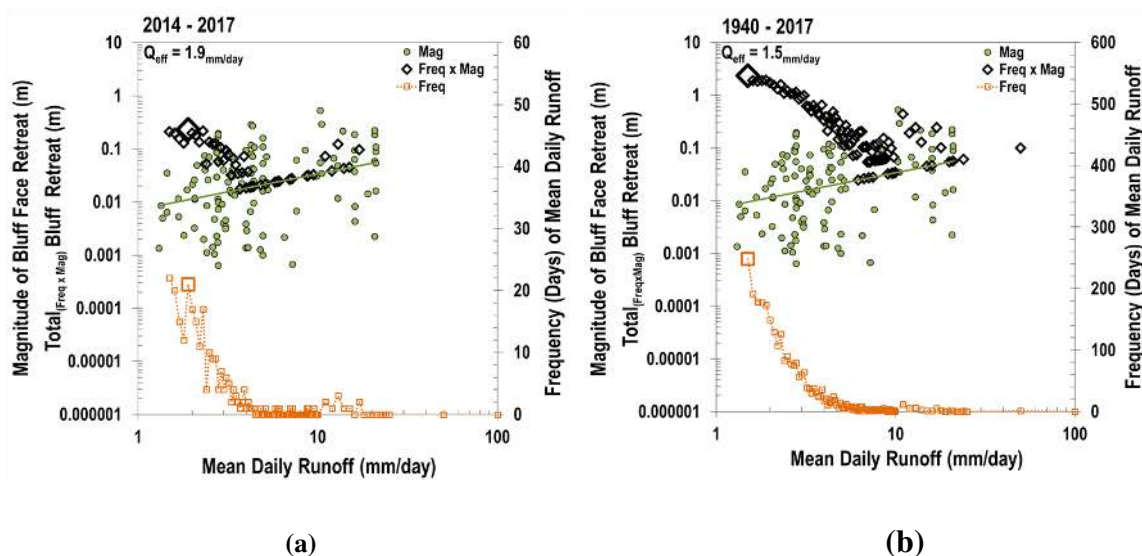 2014 - 2017
Q eff = 1.9 mm/day
Mag
Freq x Mag
Freq
10
1
0.1
0.01
0.001
0.0001
0.00001
0.000001
60
50
40
30
20
10
0
1
10
100
Magnitude of Bluff Face Retreat (m)
Total (Freq x Mag) Bluff Retreat (m)
Frequency (Days) of Mean Daily Runoff
Mean Daily Runoff (mm/day)
(a)
1940 - 2017
Q eff = 1.5 mm/day
Mag
Freq x Mag
Freq
10
1
0.1
0.01
0.001
0.0001
0.00001
0.000001
600
500
400
300
200
100
0
1
10
100
Magnitude of Bluff Face Retreat (m)
Total (FreqxMag) Bluff Retreat (m)
Frequency (Days) of Mean Daily Runoff
Mean Daily Runoff (mm/day)
(b)